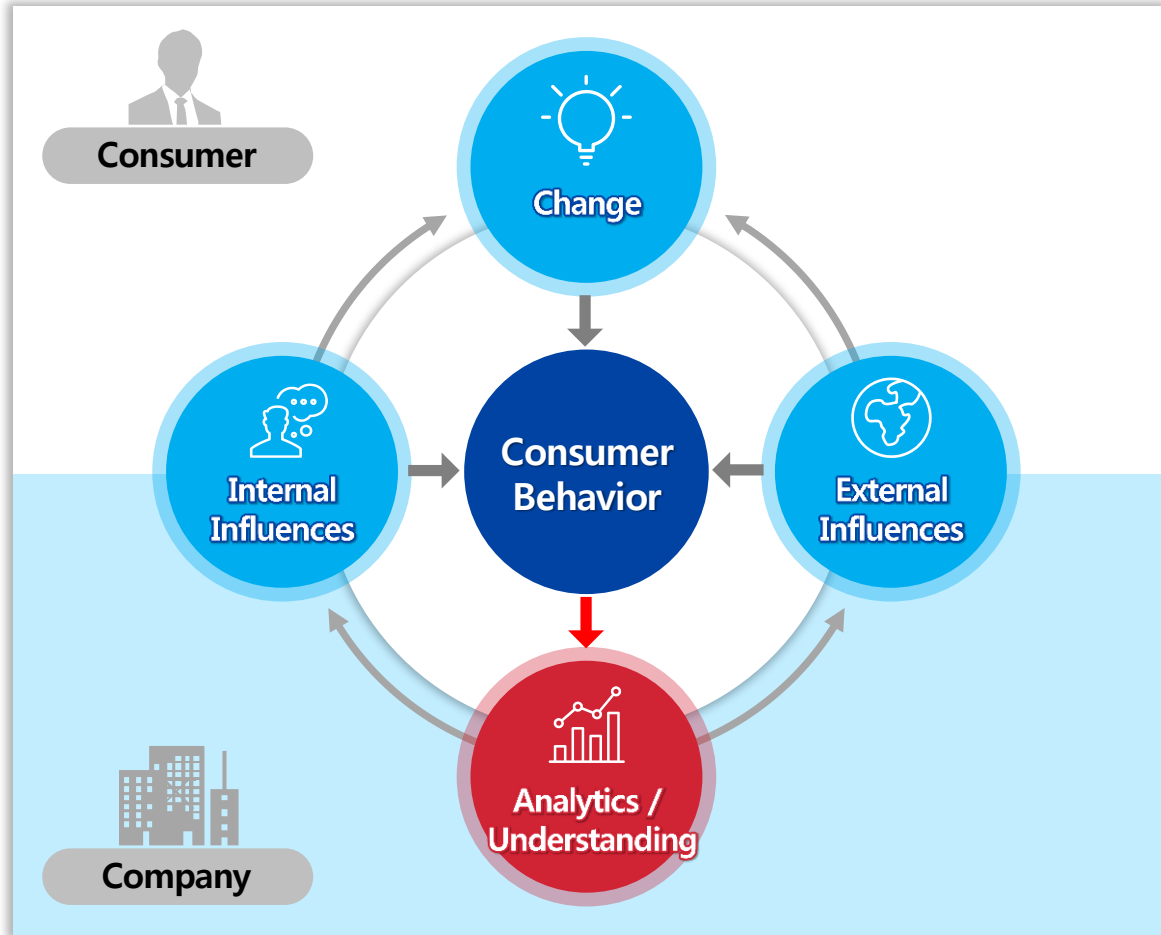 Consumer
Change
Internal
Influences
Consumer
Behavior
External
Influences
Analytics /
Understanding
Company